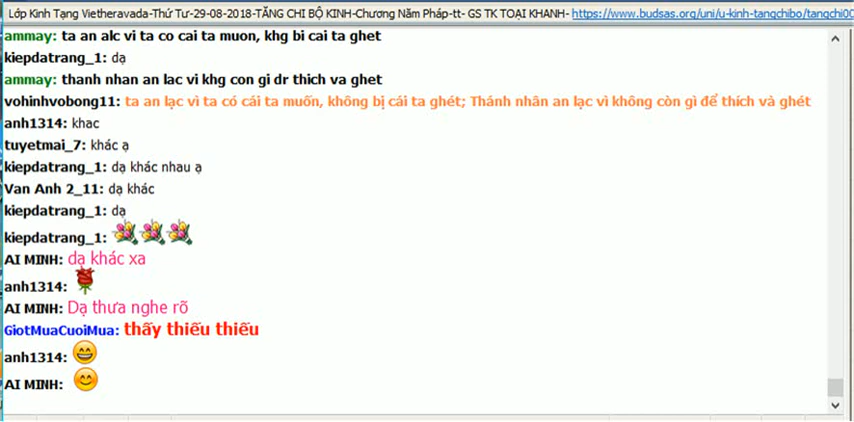 Lớp Kinh Tạng Vietheravada-Thứ Tư-29-08-2018-TĂNG CHI BỘ KINH-Chương Năm Pháp-tt- GS TK TOẠI KHANH- https://www.budsas.org/uni/u-kinh-tangchibo/tangchi00
ammay: ta an alc vi ta co cai ta muon, khg bi cai ta ghet
kiepdatrang_1: dạ
ammay: thanh nhan an lac vi khg con gi dr thich va ghet
vohinhvobong11: ta an lạc vì ta có cái ta muốn, không bị cái ta ghét; Thánh nhân an lạc vì không còn gì để thích và ghét
anh1314: khac
tuyetmai_7: khác ạ
kiepdatrang_1: dạ khác nhau ạ
Van Anh 2_11: dạ khác
kiepdatrang_1: dạ
kiepdatrang_1:
AI MINH: dạ khác xa
anh1314:
AI MINH: Dạ thưa nghe rõ
GiotMuaCuoiMua: thấy thiếu thiếu
anh1314:
AI MINH: